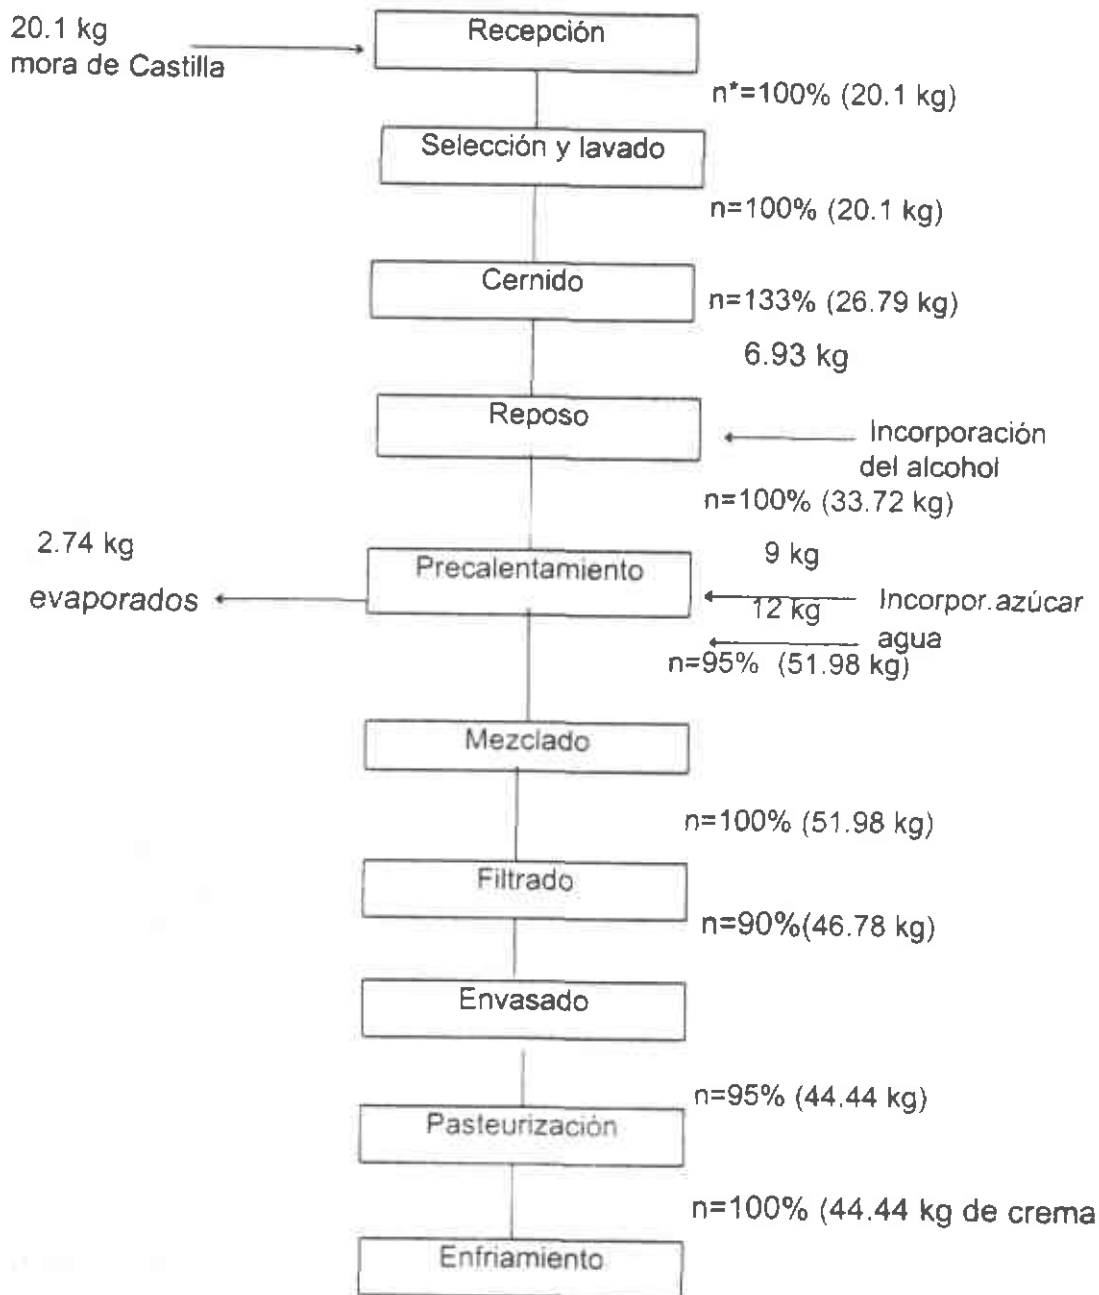 20.1 kg
mora de Castilla
Recepción
n*=100% (20.1 kg)
Selección y lavado
n=100% (20.1 kg)
Cernido
n=133% (26.79 kg)
6.93 kg
Reposo
Incorporación
del alcohol
n=100% (33.72 kg)
2.74 kg
evaporados
Precalentamiento
9 kg
Incorpor.azúcar
12 kg
agua
n=95% (51.98 kg)
Mezclado
n=100% (51.98 kg)
Filtrado
n=90%(46.78 kg)
Envasado
n=95% (44.44 kg)
Pasteurización
n=100% (44.44 kg de crema
Enfriamiento